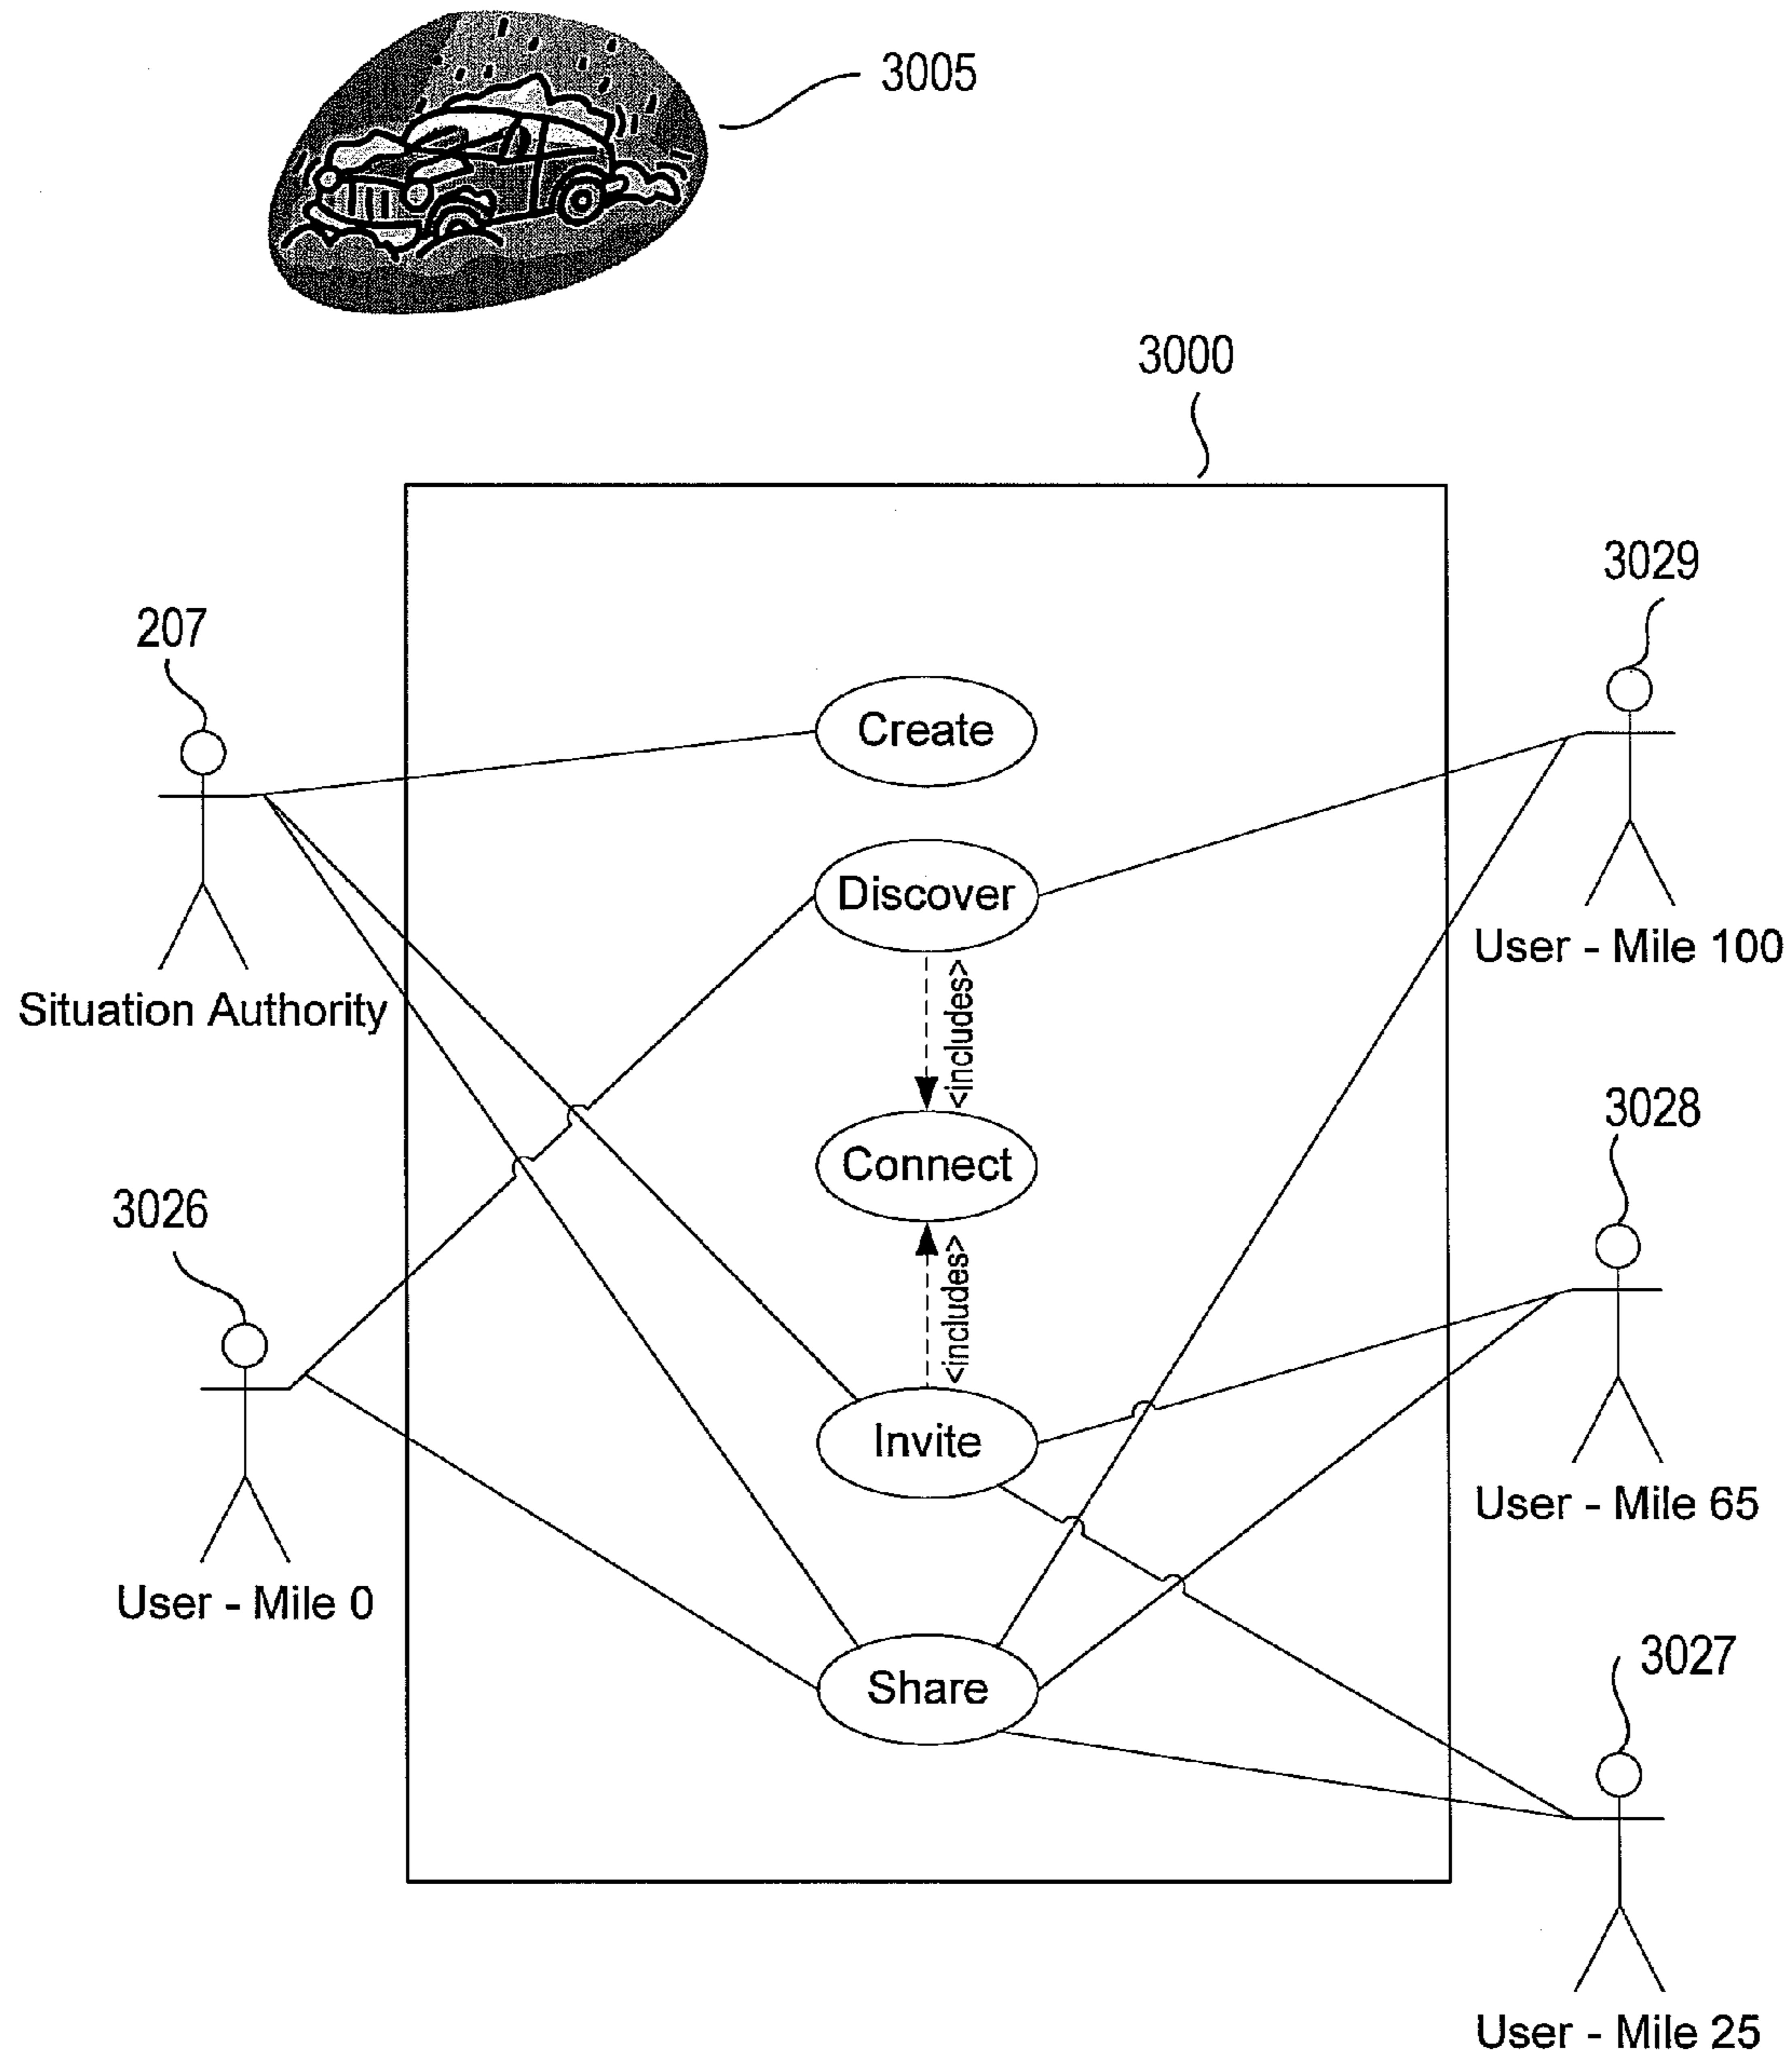 3005
3000
3029
207
Create
Discover
User - Mile 100
<includes>
Situation Authority
3028
Connect
3026
<includes>
Invite
User - Mile 65
User - Mile 0
3027
Share
User - Mile 25